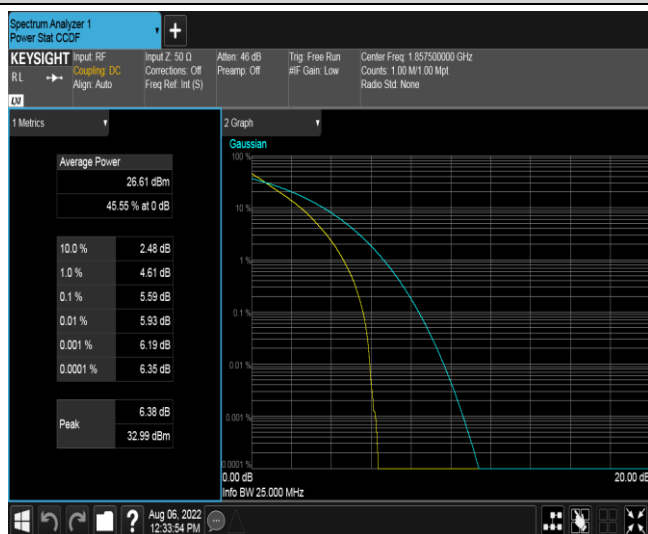 Spectrum Analyzer 1
Power Stat CCDF
KEYSIGHT
RL
LXI
Input: RF
Coupling: DC
Align: Auto
Input Z: 50 Ω
Corrections: Off
Freq Ref: Int (S)
Atten: 46 dB
Preamp: Off
Trig: Free Run
#IF Gain: Low
Center Freq: 1.857500000 GHz
Counts: 1.00 M/1.00 Mpt
Radio Std: None
1 Metrics
Average Power
26.61 dBm
45.55 % at 0 dB
10.0 % 2.48 dB
1.0 % 4.61 dB
0.1 % 5.59 dB
0.01 % 5.93 dB
0.001 % 6.19 dB
0.0001 % 6.35 dB
Peak
6.38 dB
32.99 dBm
2 Graph
Gaussian
100 %
10 %
1 %
0.1 %
0.01 %
0.001 %
0.0001 %
0.00 dB
20.00 dB
Info BW 25.000 MHz
?
Aug 06, 2022
12:33:54 PM